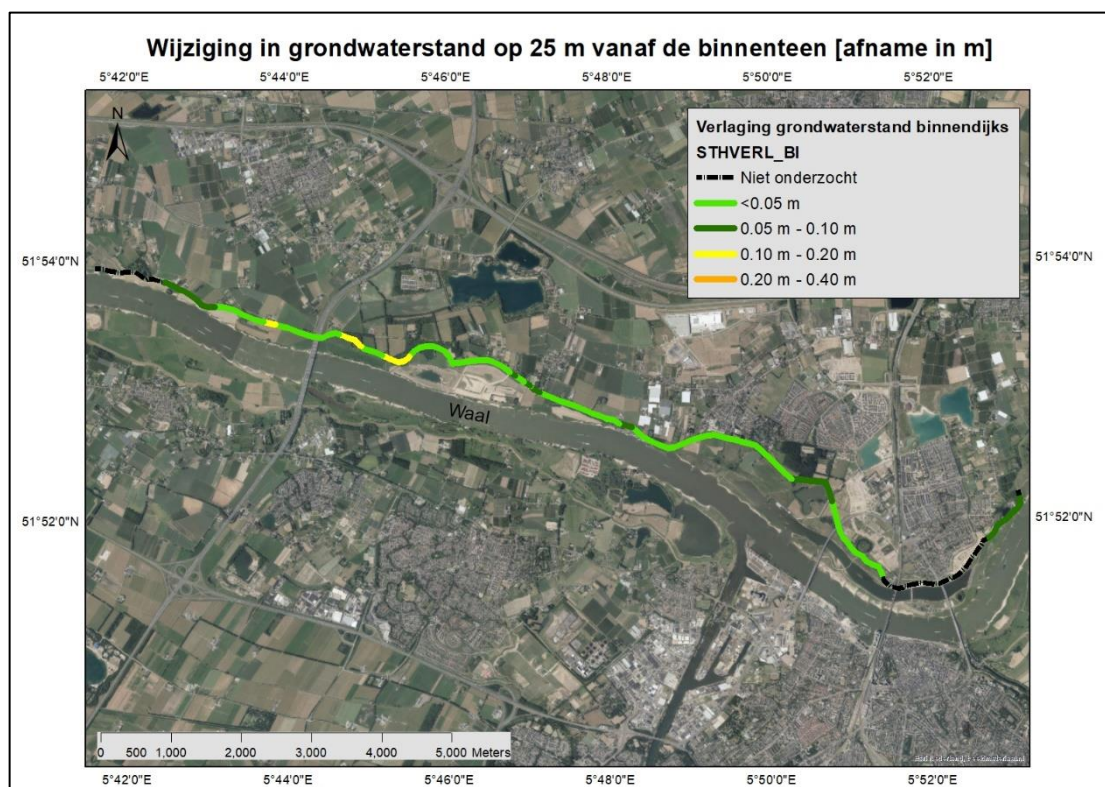 Wijziging in grondwaterstand op 25 m vanaf de binnenteen [afname in m]
5°42'0"E 5°44'0"E 5°46'0"E 5°48'0"E 5°50'0"E 5°52'0"E
N
Verlaging grondwaterstand binnendijks
STHVERL_BI
Niet onderzocht
<0.05 m
0.05 m - 0.10 m
0.10 m - 0.20 m
0.20 m - 0.40 m
51°54'0"N 51°54'0"N
Waal
51°52'0"N 51°52'0"N
0 500 1,000 2,000 3,000 4,000 5,000 Meters
5°42'0"E 5°44'0"E 5°46'0"E 5°48'0"E 5°50'0"E 5°52'0"E